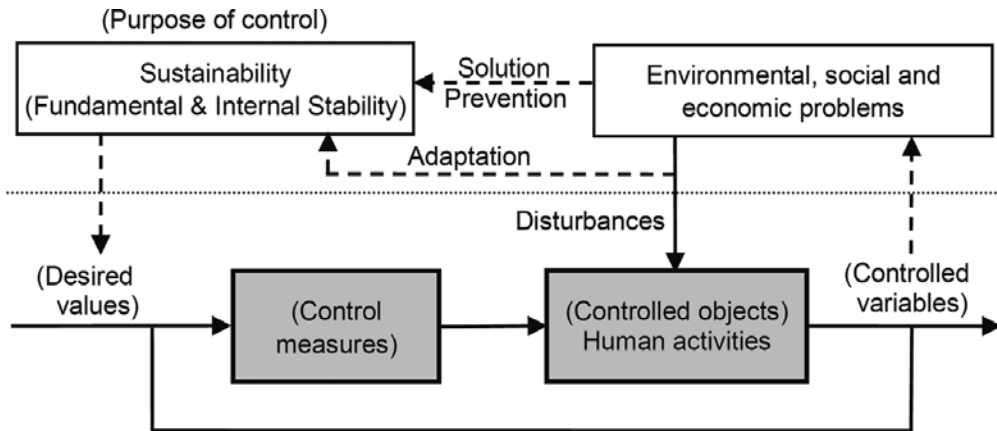 (Purpose of control)
Sustainability
(Fundamental & Internal Stability)
Solution
Prevention
Environmental, social and
economic problems
Adaptation
Disturbances
(Desired
values)
(Control
measures)
(Controlled objects)
Human activities
(Controlled
variables)